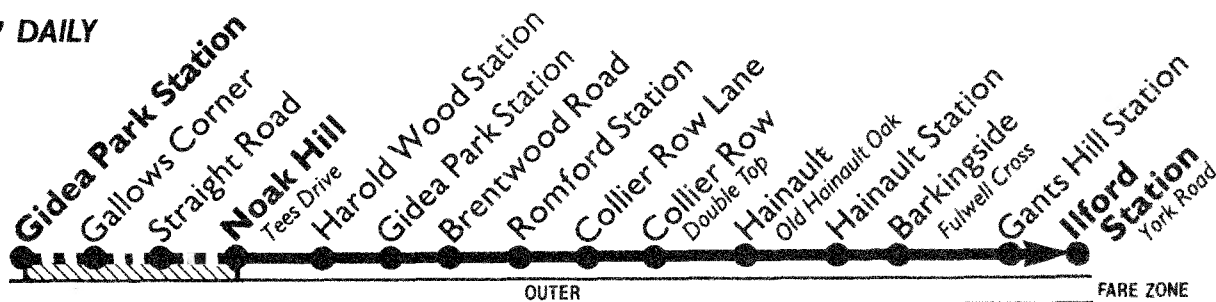 DAILY
Gidea Park Station
Gallows Corner
Straight Road
Noak Hill
Tees Drive
Harold Wood Station
Gidea Park Station
Brentwood Road
Romford Station
Collier Row Lane
Collier Row
Double Top
Hainault
Old Hainault Oak
Hainault Station
Barkingside
Fulwell Cross
Gants Hill Station
Ilford
Station
York Road
OUTER
FARE ZONE